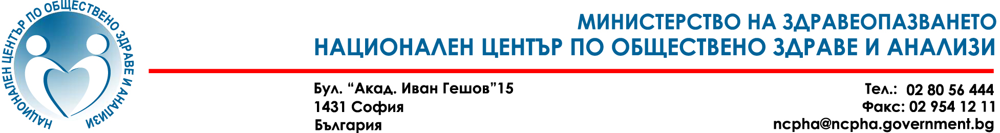 НАЦИОНАЛЕН ЦЕНТЪР ПО ОБЩЕСТВЕНО ЗДРАВЕ И АНАЛИЗИ
МИНИСТЕРСТВО НА ЗДРАВЕОПАЗВАНЕТО
НАЦИОНАЛЕН ЦЕНТЪР ПО ОБЩЕСТВЕНО ЗДРАВЕ И АНАЛИЗИ
Бул. “Акад. Иван Гешов”15
1431 София
България
Тел.: 02 80 56 444
Факс: 02 954 12 11
ncpha@ncpha.government.bg